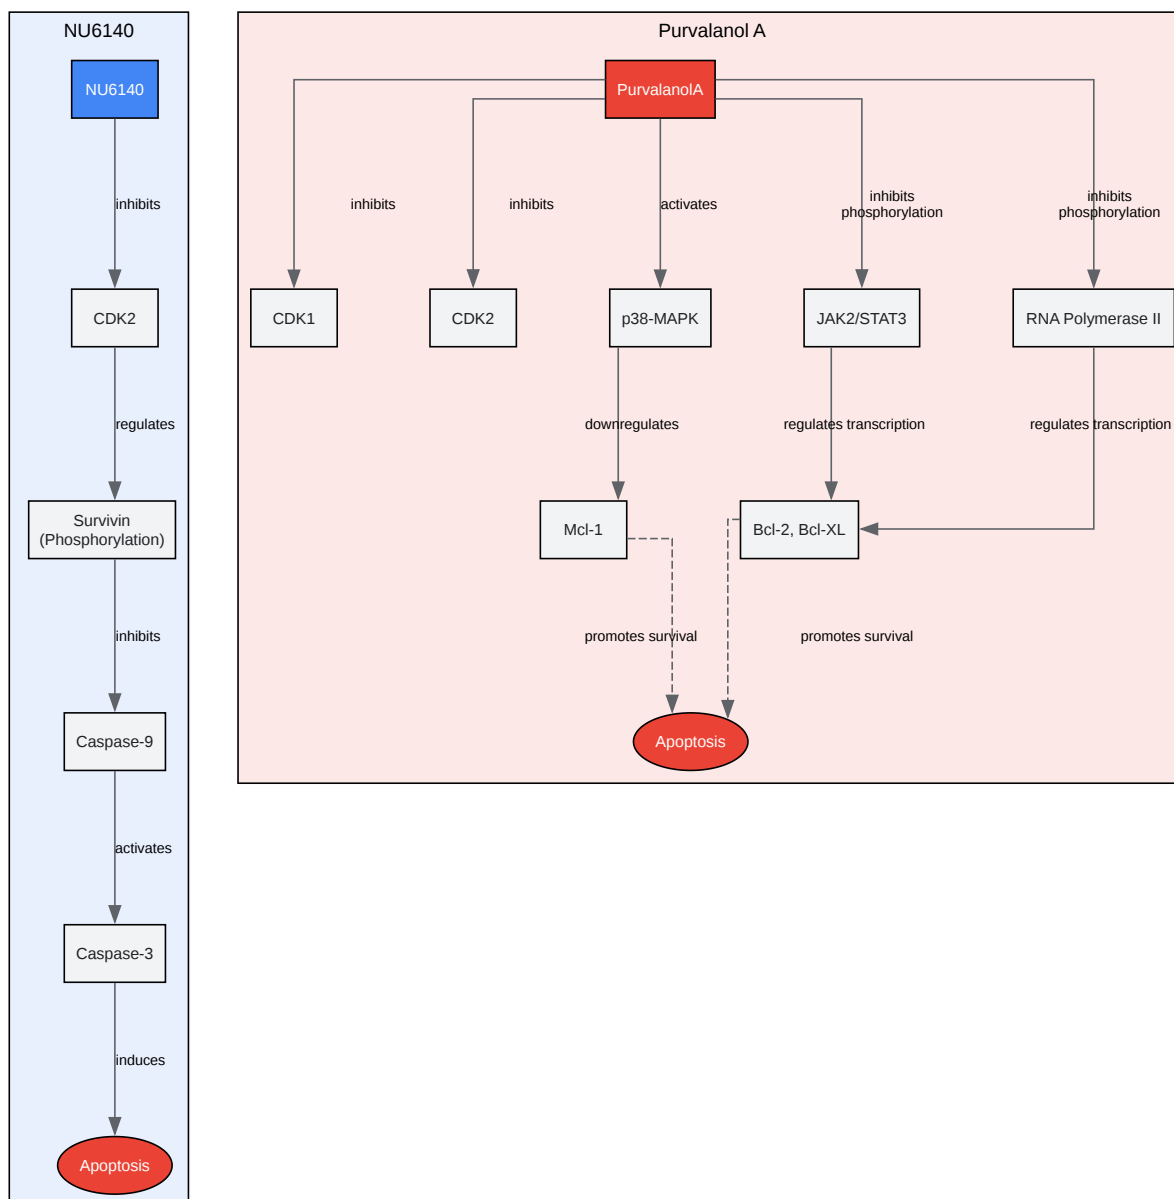 NU6140
NU6140
inhibits
CDK2
regulates
Survivin
(Phosphorylation)
inhibits
Caspase-9
activates
Caspase-3
induces
Apoptosis
Purvalanol A
PurvalanolA
inhibits
inhibits
activates
inhibits
phosphorylation
inhibits
phosphorylation
CDK1
CDK2
p38-MAPK
JAK2/STAT3
RNA Polymerase II
downregulates
regulates transcription
regulates transcription
Mcl-1
Bcl-2, Bcl-XL
promotes survival
promotes survival
Apoptosis